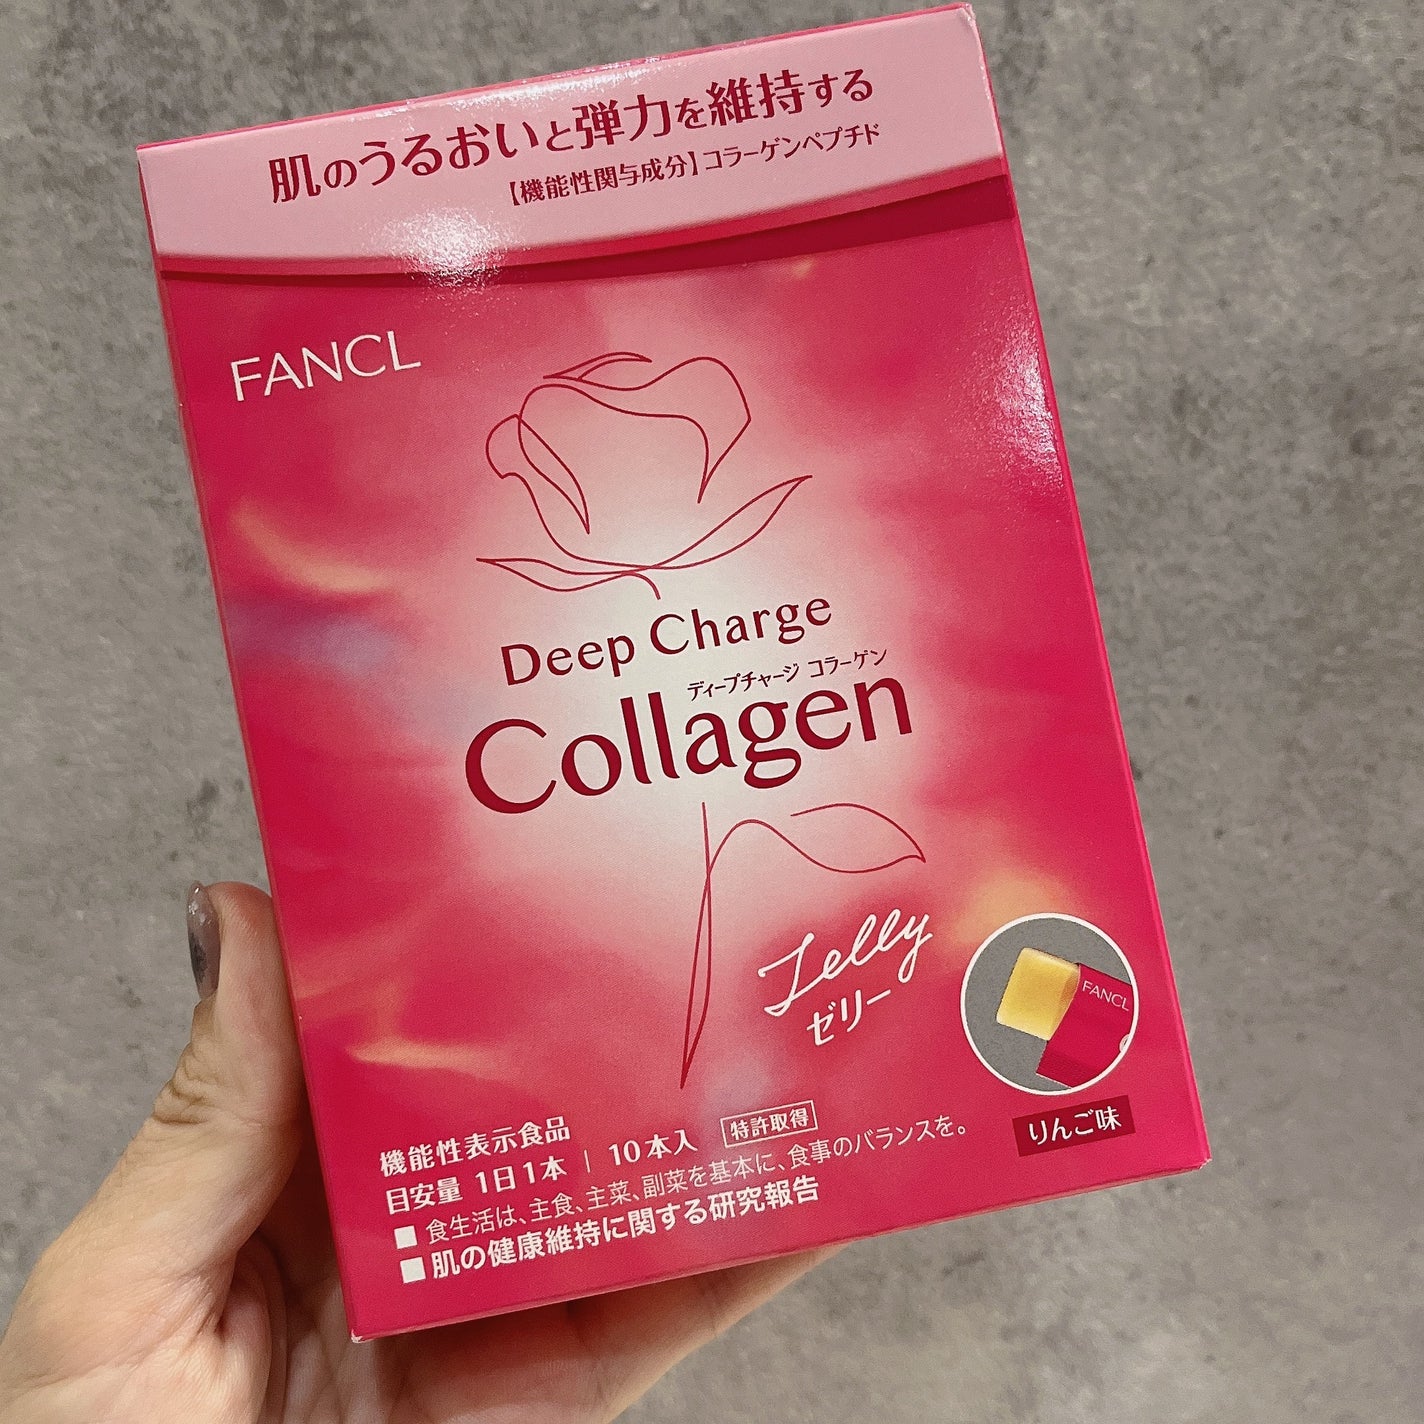 肌のうるおいと弾力を維持する
【機能性関与成分】コラーゲンペプチド
FANCL
Deep Charge
ディープチャージ コラーゲン
Collagen
Jelly
ゼリー
FANCL
りんご味
機能性表示食品
目安量 1日1本 | 10本入 特許取得
■ 食生活は、主食、主菜、副菜を基本に、食事のバランスを。
■ 肌の健康維持に関する研究報告